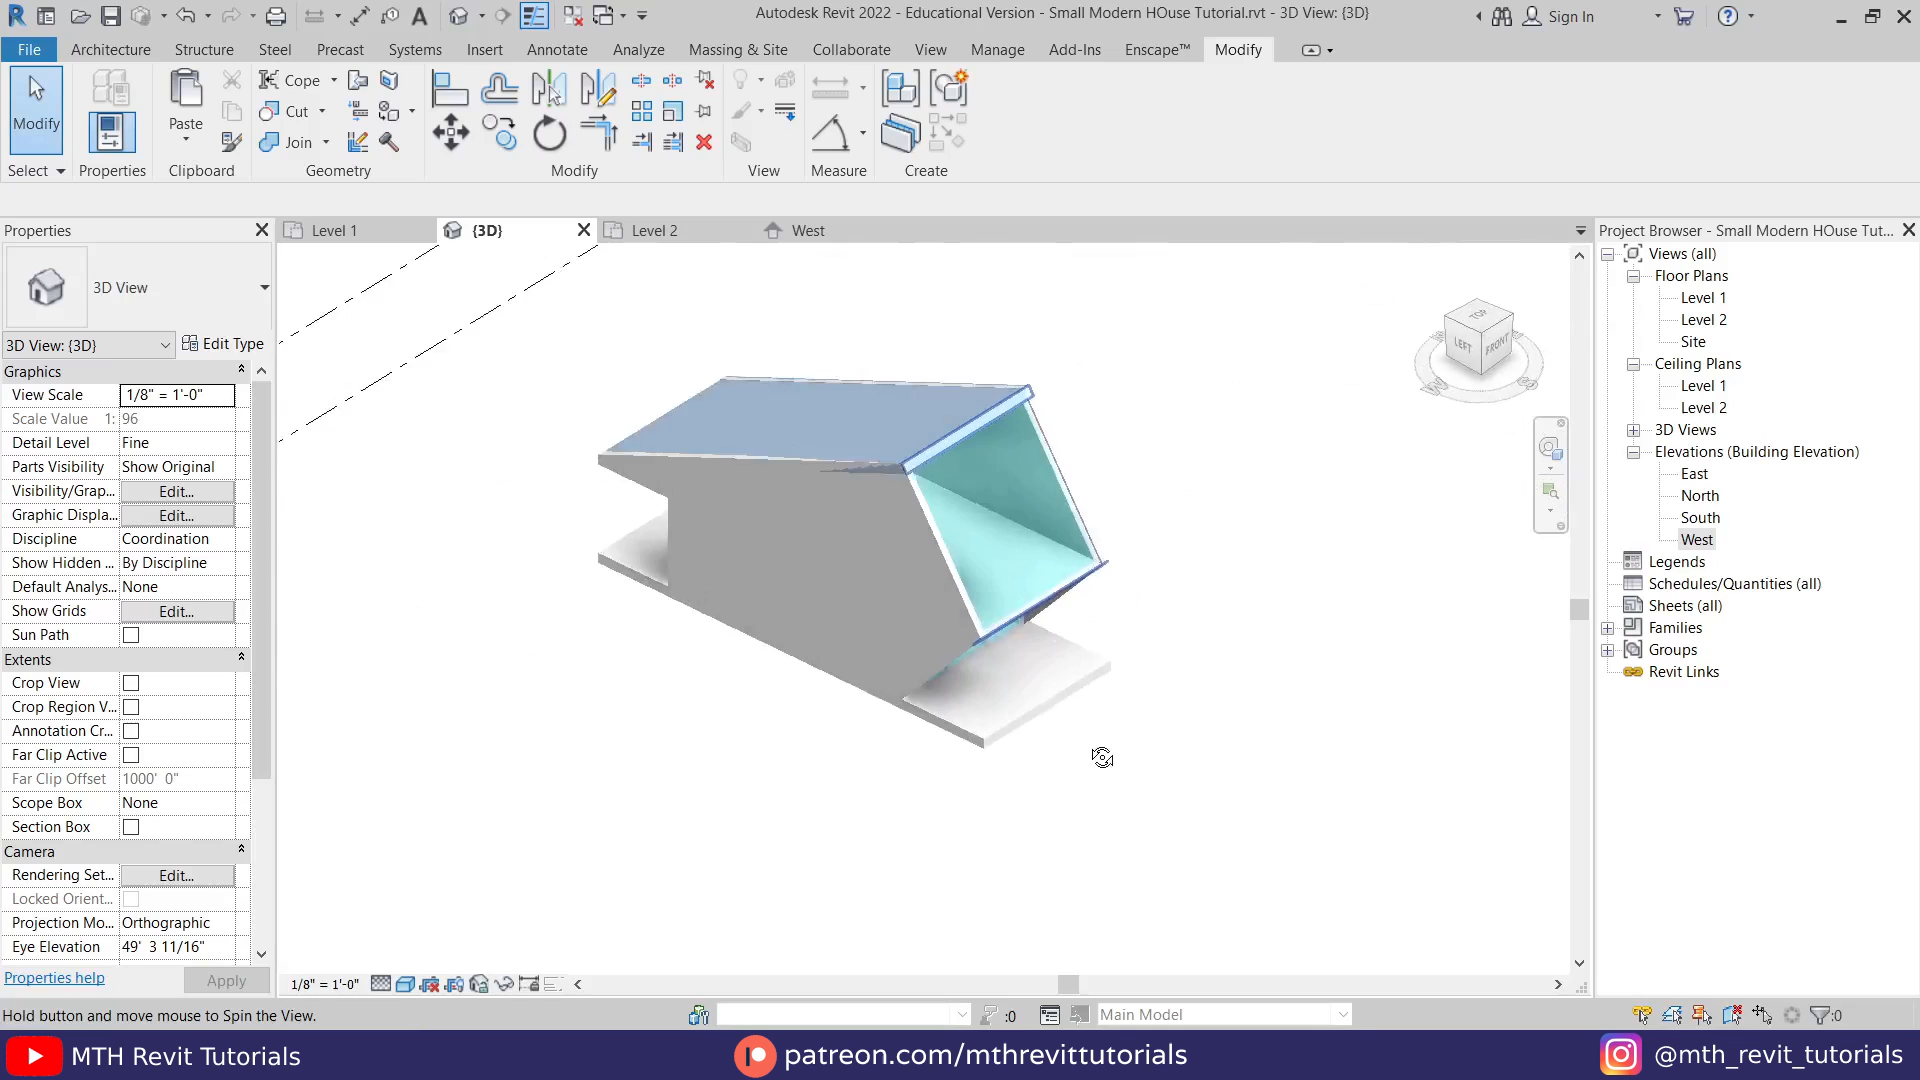 Autodesk Revit 2022 - Educational Version - Small Modern HOuse Tutorial.rvt - 3D View: {3D}
Sign In
File Architecture Structure Steel Precast Systems Insert Annotate Analyze Massing & Site Collaborate View Manage Add-Ins Enscape™ Modify
Modify
Paste
Cope
Cut
Join
Select Properties Clipboard Geometry Modify View Measure Create
Properties
Level 1
{3D}
Level 2
West
Project Browser - Small Modern HOuse Tut...
3D View
3D View: {3D}
Edit Type
Graphics
View Scale 1/8" = 1'-0"
Scale Value 1: 96
Detail Level Fine
Parts Visibility Show Original
Visibility/Grap... Edit...
Graphic Displa... Edit...
Discipline Coordination
Show Hidden ... By Discipline
Default Analys... None
Show Grids Edit...
Sun Path
Extents
Crop View
Crop Region V...
Annotation Cr...
Far Clip Active
Far Clip Offset 1000' 0"
Scope Box None
Section Box
Camera
Rendering Set... Edit...
Locked Orient...
Projection Mo... Orthographic
Eye Elevation 49' 3 11/16"
Properties help
Apply
TOP
LEFT
FRONT
W
Views (all)
Floor Plans
Level 1
Level 2
Site
Ceiling Plans
Level 1
Level 2
3D Views
Elevations (Building Elevation)
East
North
South
West
Legends
Schedules/Quantities (all)
Sheets (all)
Families
Groups
Revit Links
1/8" = 1'-0"
Hold button and move mouse to Spin the View.
:0
Main Model
:0
MTH Revit Tutorials
patreon.com/mthrevittutorials
@mth_revit_tutorials